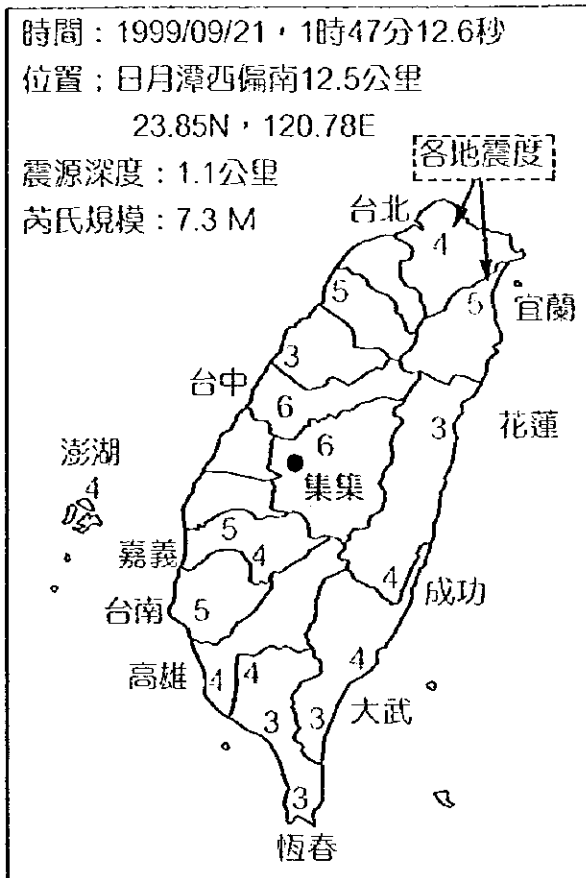 時間：1999/09/21，1時47分12.6秒
位置；日月潭西偏南12.5公里
23.85N，120.78E
震源深度：1.1公里
芮氏規模：7.3 M
各地震度
台北
4
5
5
宜蘭
3
台中
6
3
花蓮
6
澎湖
4
集集
5
嘉義
4
4
成功
台南
5
4
高雄
4
4
3
3
大武
3
恆春